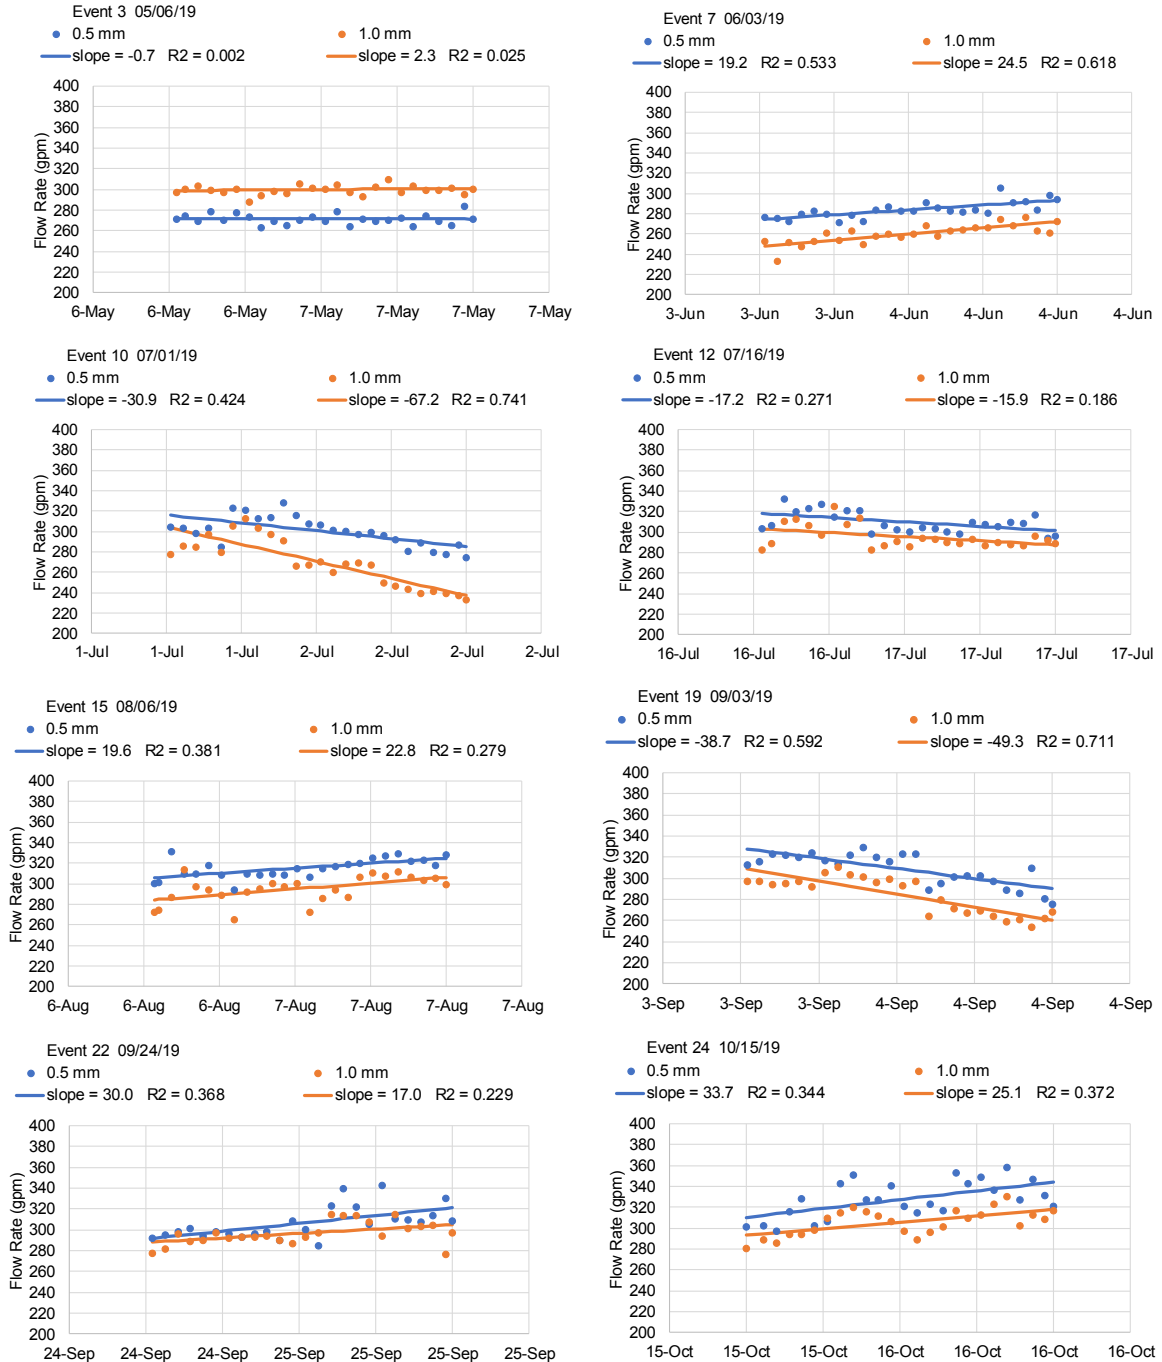 Event 3  05/06/19
0.5 mm
1.0 mm
slope = -0.7   R2 = 0.002
slope = 2.3   R2 = 0.025
Flow Rate (gpm)
400
380
360
340
320
300
280
260
240
220
200
6-May
6-May
6-May
7-May
7-May
7-May
7-May
Event 7  06/03/19
0.5 mm
1.0 mm
slope = 19.2   R2 = 0.533
slope = 24.5   R2 = 0.618
Flow Rate (gpm)
400
380
360
340
320
300
280
260
240
220
200
3-Jun
3-Jun
3-Jun
4-Jun
4-Jun
4-Jun
4-Jun
Event 10  07/01/19
0.5 mm
1.0 mm
slope = -30.9   R2 = 0.424
slope = -67.2   R2 = 0.741
Flow Rate (gpm)
400
380
360
340
320
300
280
260
240
220
200
1-Jul
1-Jul
1-Jul
2-Jul
2-Jul
2-Jul
2-Jul
Event 12  07/16/19
0.5 mm
1.0 mm
slope = -17.2   R2 = 0.271
slope = -15.9   R2 = 0.186
Flow Rate (gpm)
400
380
360
340
320
300
280
260
240
220
200
16-Jul
16-Jul
16-Jul
17-Jul
17-Jul
17-Jul
17-Jul
Event 15  08/06/19
0.5 mm
1.0 mm
slope = 19.6   R2 = 0.381
slope = 22.8   R2 = 0.279
Flow Rate (gpm)
400
380
360
340
320
300
280
260
240
220
200
6-Aug
6-Aug
6-Aug
7-Aug
7-Aug
7-Aug
7-Aug
Event 19  09/03/19
0.5 mm
1.0 mm
slope = -38.7   R2 = 0.592
slope = -49.3   R2 = 0.711
Flow Rate (gpm)
400
380
360
340
320
300
280
260
240
220
200
3-Sep
3-Sep
3-Sep
4-Sep
4-Sep
4-Sep
4-Sep
Event 22  09/24/19
0.5 mm
1.0 mm
slope = 30.0   R2 = 0.368
slope = 17.0   R2 = 0.229
Flow Rate (gpm)
400
380
360
340
320
300
280
260
240
220
200
24-Sep
24-Sep
24-Sep
25-Sep
25-Sep
25-Sep
25-Sep
Event 24  10/15/19
0.5 mm
1.0 mm
slope = 33.7   R2 = 0.344
slope = 25.1   R2 = 0.372
Flow Rate (gpm)
400
380
360
340
320
300
280
260
240
220
200
15-Oct
15-Oct
15-Oct
16-Oct
16-Oct
16-Oct
16-Oct